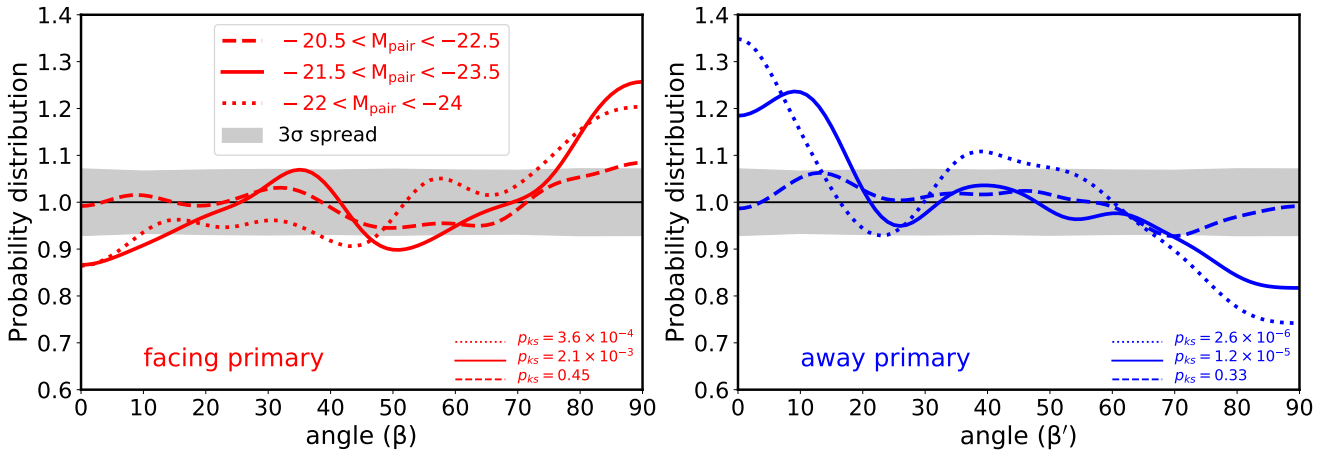 Probability distribution
1.4
1.3
1.2
1.1
1.0
0.9
0.8
0.7
0.6
− 20.5 < M_pair < −22.5
− 21.5 < M_pair < −23.5
− 22 < M_pair < −24
3σ spread
facing primary
p_ks = 3.6 × 10⁻⁴
p_ks = 2.1 × 10⁻³
p_ks = 0.45
0 10 20 30 40 50 60 70 80 90
angle (β)
Probability distribution
1.4
1.3
1.2
1.1
1.0
0.9
0.8
0.7
0.6
away primary
p_ks = 2.6 × 10⁻⁶
p_ks = 1.2 × 10⁻⁵
p_ks = 0.33
0 10 20 30 40 50 60 70 80 90
angle (β′)